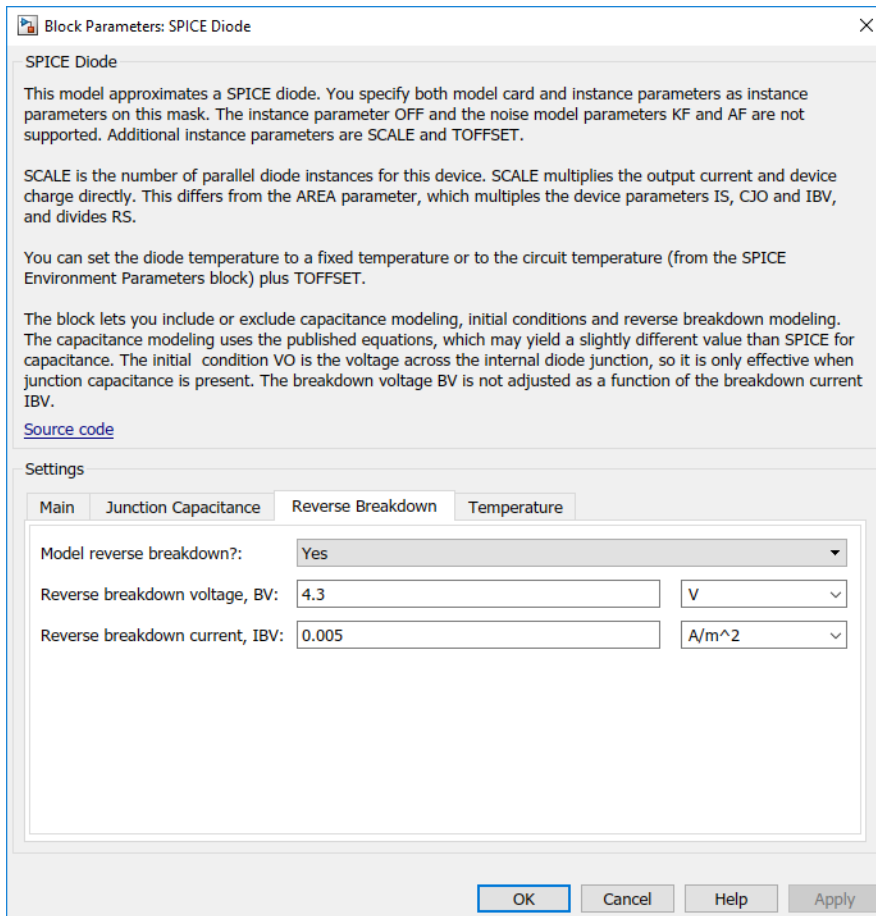 Block Parameters: SPICE Diode
SPICE Diode
This model approximates a SPICE diode. You specify both model card and instance parameters as instance
parameters on this mask. The instance parameter OFF and the noise model parameters KF and AF are not
supported. Additional instance parameters are SCALE and TOFFSET.
SCALE is the number of parallel diode instances for this device. SCALE multiplies the output current and device
charge directly. This differs from the AREA parameter, which multiples the device parameters IS, CJO and IBV,
and divides RS.
You can set the diode temperature to a fixed temperature or to the circuit temperature (from the SPICE
Environment Parameters block) plus TOFFSET.
The block lets you include or exclude capacitance modeling, initial conditions and reverse breakdown modeling.
The capacitance modeling uses the published equations, which may yield a slightly different value than SPICE for
capacitance. The initial  condition VO is the voltage across the internal diode junction, so it is only effective when
junction capacitance is present. The breakdown voltage BV is not adjusted as a function of the breakdown current
IBV.
Source code
Settings
Main Junction Capacitance Reverse Breakdown Temperature
Model reverse breakdown?: Yes
Reverse breakdown voltage, BV: 4.3 V
Reverse breakdown current, IBV: 0.005 A/m^2
OK Cancel Help Apply